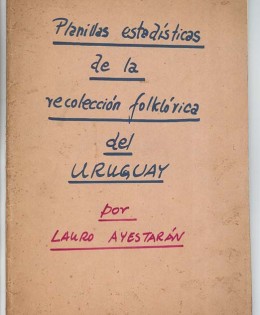 Planillas estadísticas
de la
recolección folklórica
del
URUGUAY
por
LAURO AYESTARÁN